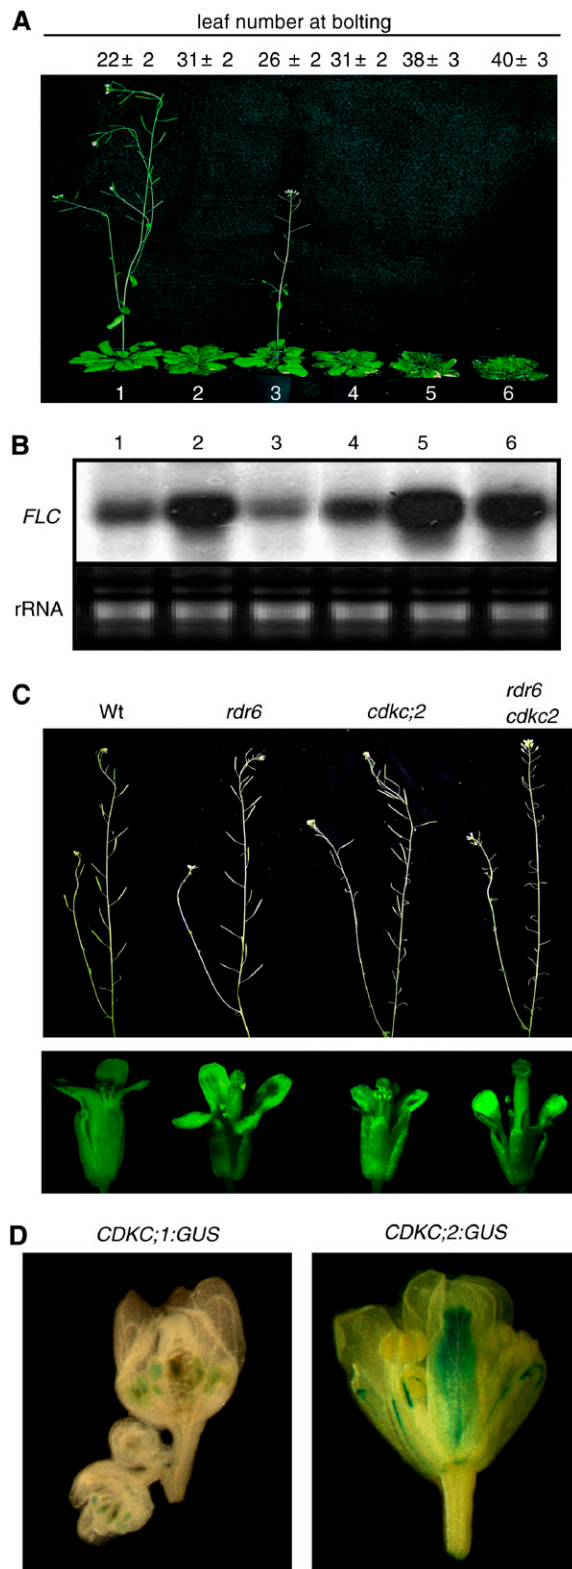 A
leaf number at bolting
22± 2 31± 2 26 ± 2 31± 2 38± 3 40± 3
1 2 3 4 5 6
B
1 2 3 4 5 6
FLC
rRNA
C
Wt rdr6 cdkc;2 rdr6 cdkc2
D
CDKC;1:GUS CDKC;2:GUS